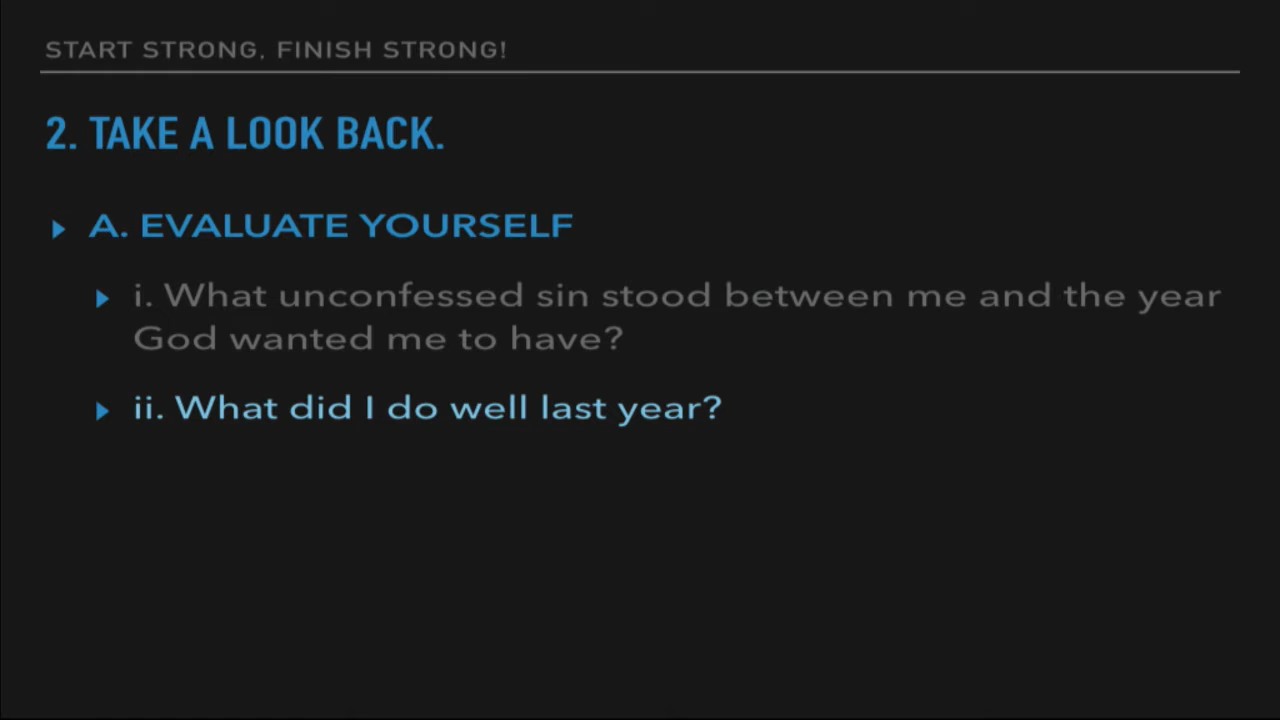 START STRONG, FINISH STRONG!
2. TAKE A LOOK BACK.
A. EVALUATE YOURSELF
i. What unconfessed sin stood between me and the year
God wanted me to have?
ii. What did I do well last year?